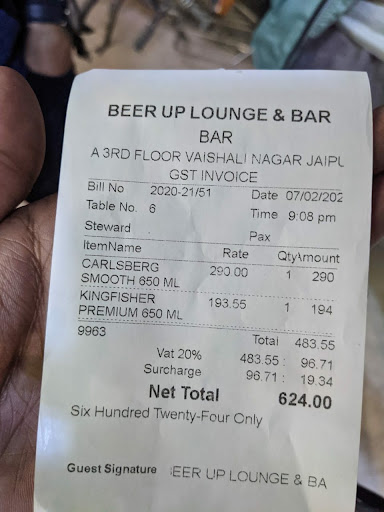 BEER UP LOUNGE & BAR
BAR
A 3RD FLOOR VAISHALI NAGAR JAIPU
GST INVOICE
Bill No 2020-21/51 Date 07/02/202
Table No. 6 Time 9:08 pm
Steward Pax
ItemName Rate Qty Amount
CARLSBERG SMOOTH 650 ML 290.00 1 290
KINGFISHER PREMIUM 650 ML 193.55 1 194
9963 Total 483.55
Vat 20% 483.55 : 96.71
Surcharge 96.71 : 19.34
Net Total 624.00
Six Hundred Twenty-Four Only
Guest Signature EER UP LOUNGE & BA